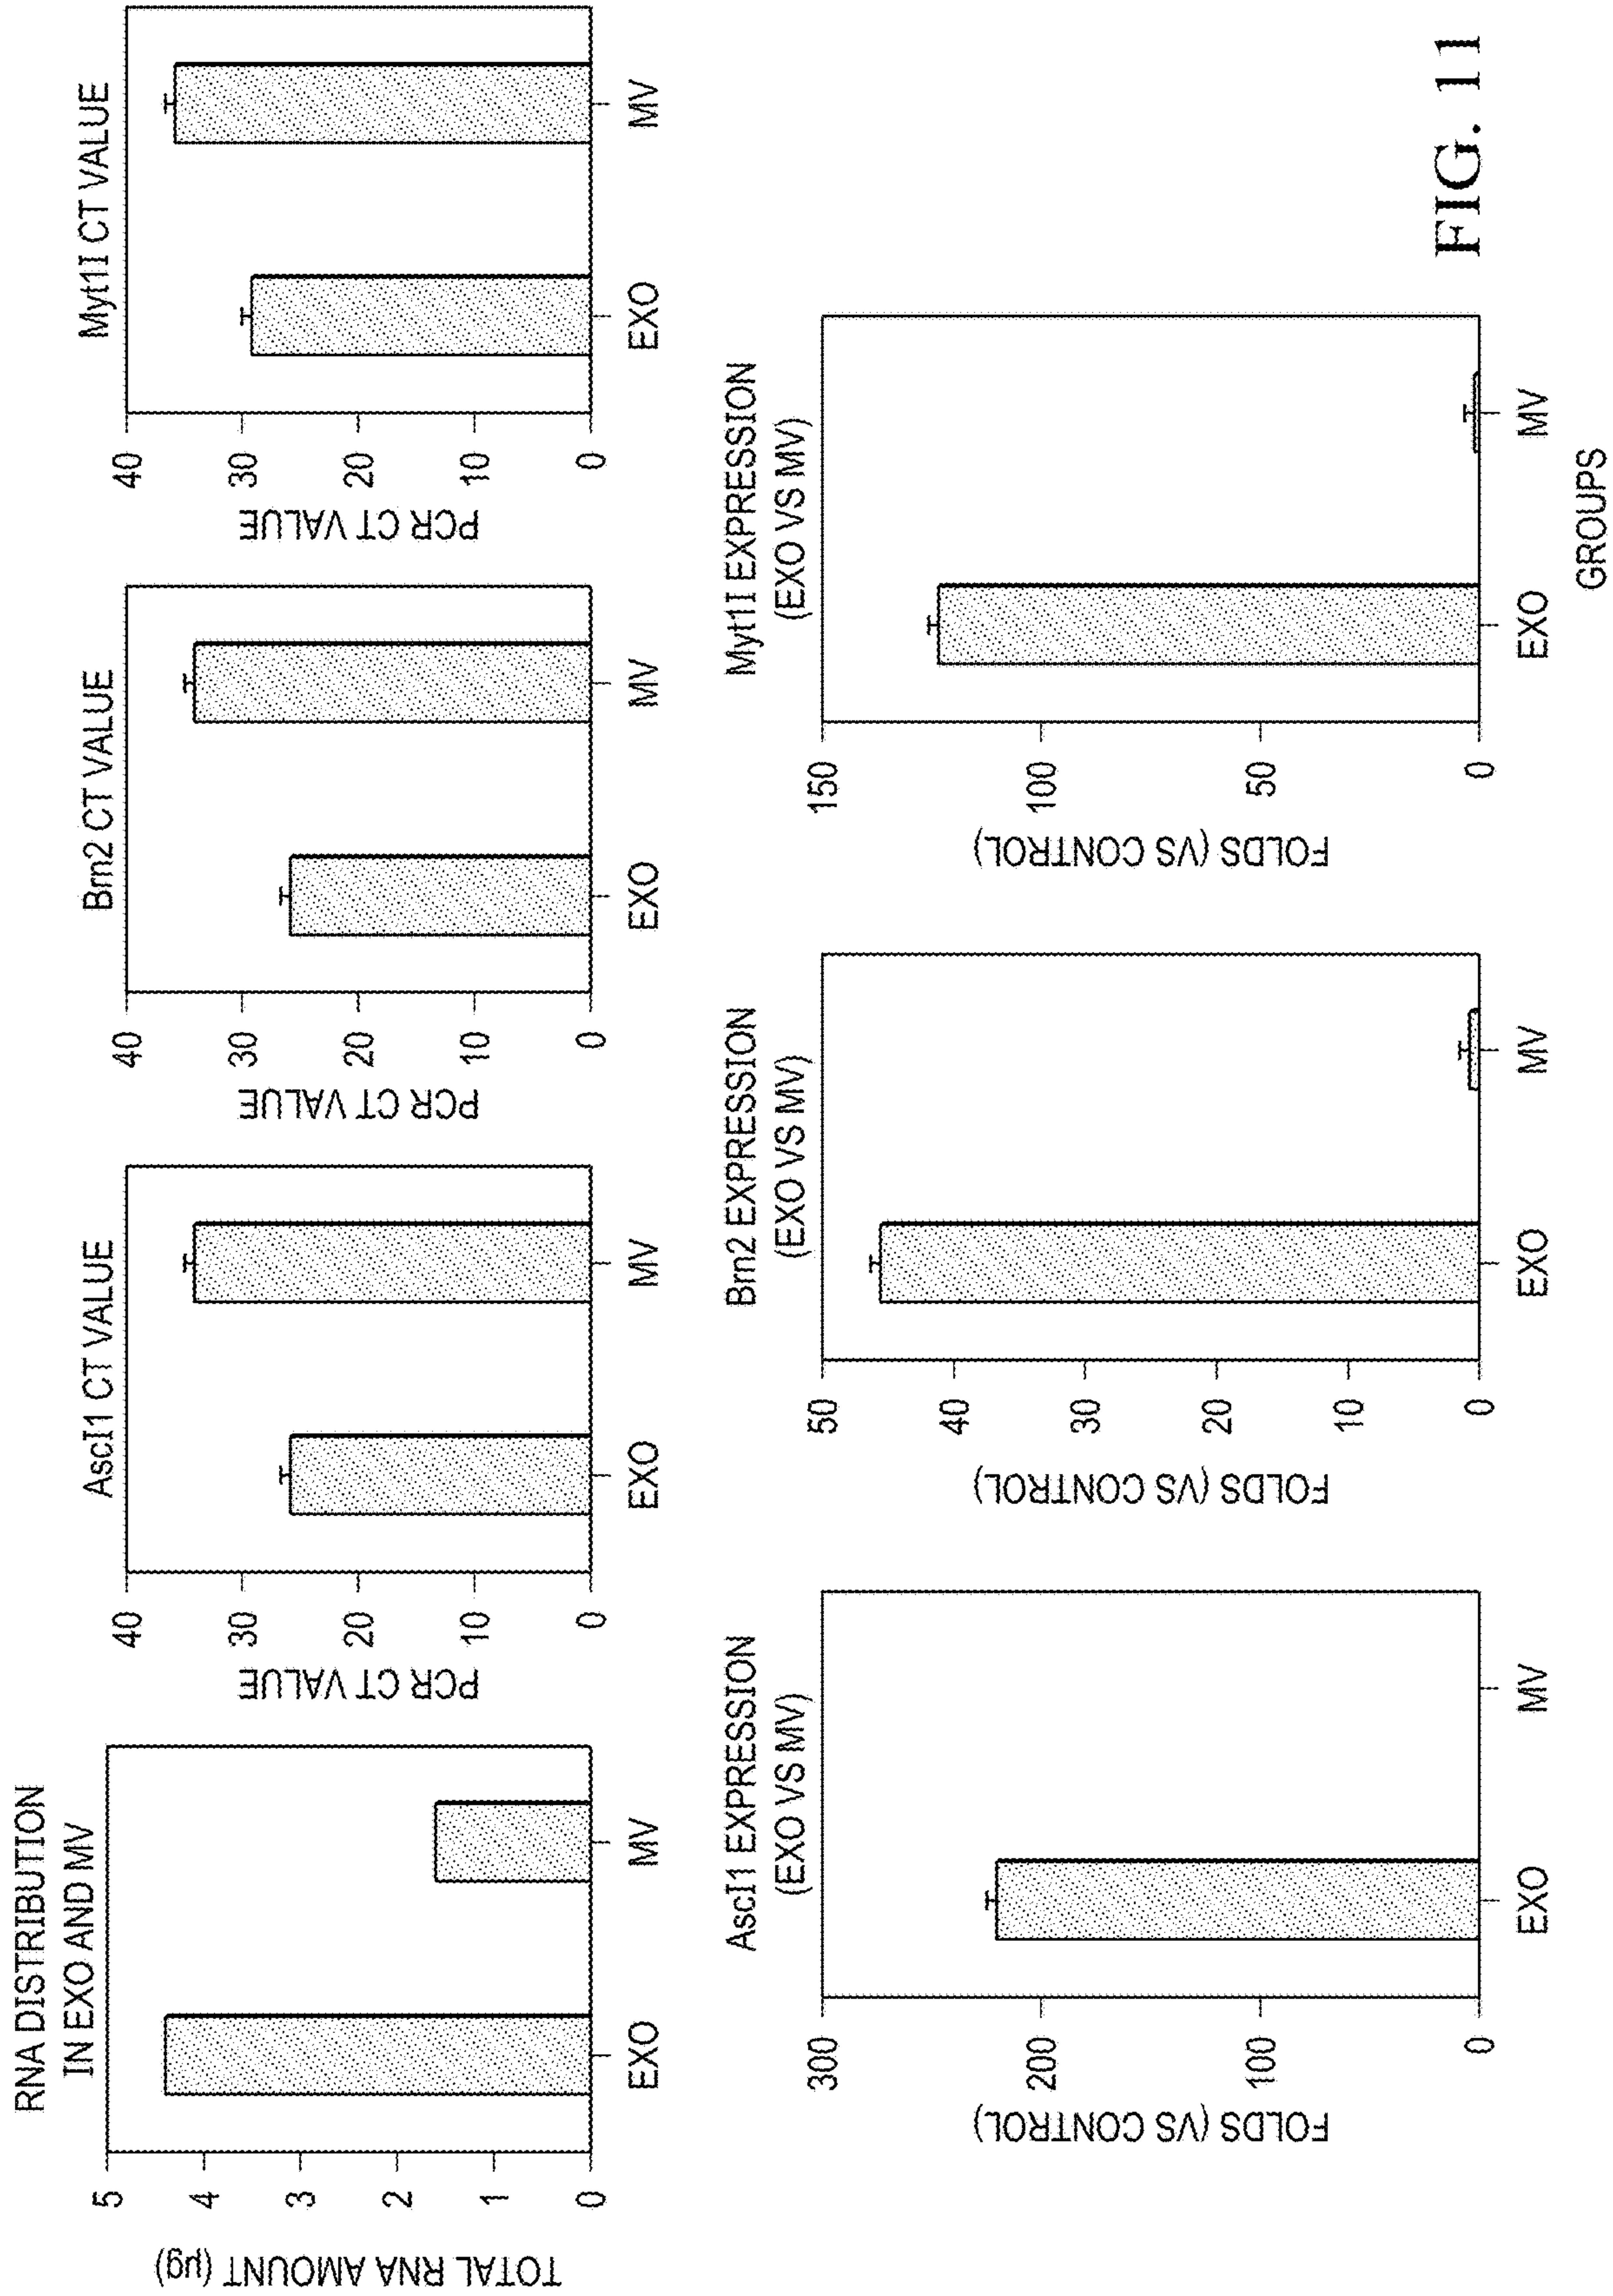 RNA DISTRIBUTION
IN EXO AND MV
TOTAL RNA AMOUNT (µg)
5
4
3
2
1
0
EXO
MV
AscI1 CT VALUE
PCR CT VALUE
40
30
20
10
0
EXO
MV
Brn2 CT VALUE
PCR CT VALUE
40
30
20
10
0
EXO
MV
Myt1I CT VALUE
PCR CT VALUE
40
30
20
10
0
EXO
MV
AscI1 EXPRESSION
(EXO VS MV)
FOLDS (VS CONTROL)
300
200
100
0
EXO
MV
Brn2 EXPRESSION
(EXO VS MV)
FOLDS (VS CONTROL)
50
40
30
20
10
0
EXO
MV
Myt1I EXPRESSION
(EXO VS MV)
FOLDS (VS CONTROL)
150
100
50
0
EXO
MV
GROUPS
FIG. 11